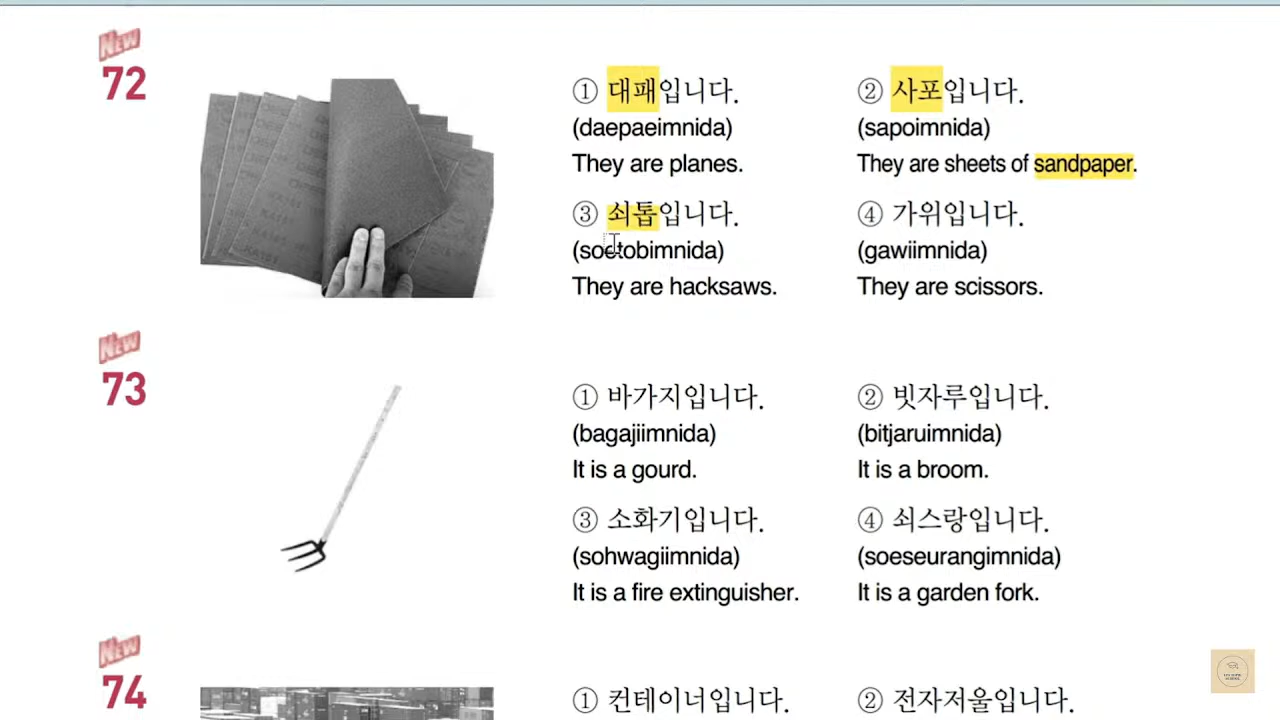 NEW
72
① 대패입니다.
(daepaeimnida)
They are planes.
② 사포입니다.
(sapoimnida)
They are sheets of sandpaper.
③ 쇠톱입니다.
(soetobimnida)
They are hacksaws.
④ 가위입니다.
(gawiimnida)
They are scissors.
NEW
73
① 바가지입니다.
(bagajiimnida)
It is a gourd.
② 빗자루입니다.
(bitjaruimnida)
It is a broom.
③ 소화기입니다.
(sohwagiimnida)
It is a fire extinguisher.
④ 쇠스랑입니다.
(soeseurangimnida)
It is a garden fork.
NEW
74
① 컨테이너입니다.
② 전자저울입니다.